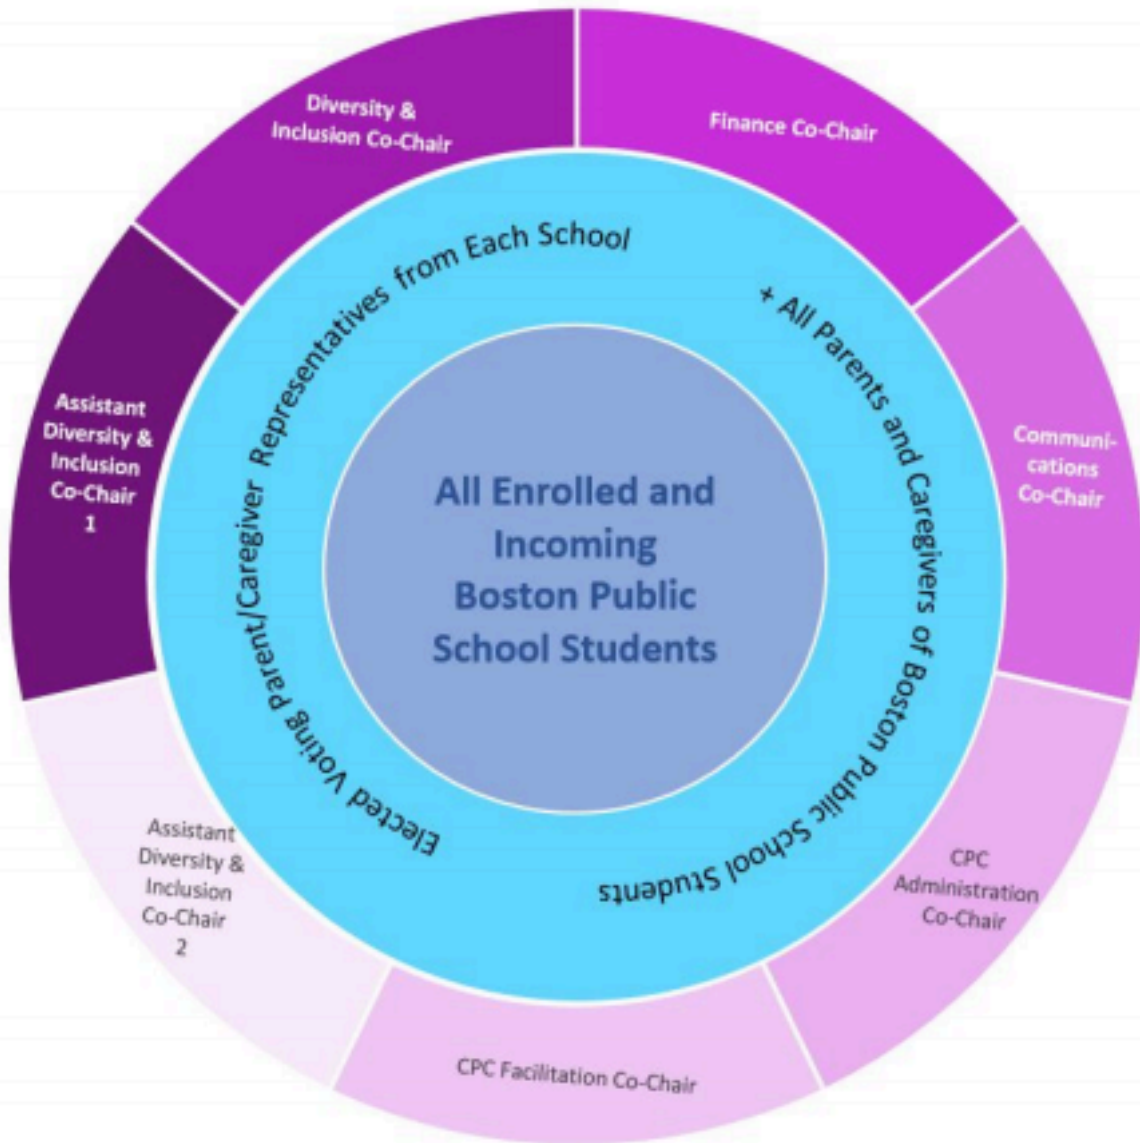 Diversity &
Inclusion Co-Chair
Finance Co-Chair
Communi-
cations
Co-Chair
CPC
Administration
Co-Chair
CPC Facilitation Co-Chair
Assistant
Diversity &
Inclusion
Co-Chair
2
Assistant
Diversity &
Inclusion
Co-Chair
1
Elected Voting Parent/Caregiver Representatives from Each School
+ All Parents and Caregivers of Boston Public School Students
All Enrolled and
Incoming
Boston Public
School Students